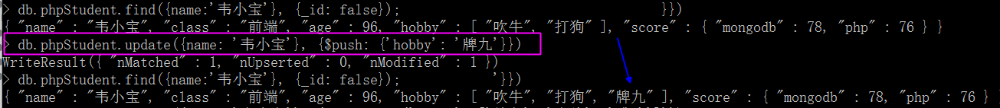 > db.phpStudent.find({name:'韦小宝'}, {_id: false}); }})
{ "name" : "韦小宝", "class" : "前端", "age" : 96, "hobby" : [ "吹牛", "打狗" ], "score" : { "mongodb" : 78, "php" : 76 } }
> db.phpStudent.update({name: '韦小宝'}, {$push: {'hobby': '牌九'}})
WriteResult({ "nMatched" : 1, "nUpserted" : 0, "nModified" : 1 })
> db.phpStudent.find({name:'韦小宝'}, {_id: false}); '}})
{ "name" : "韦小宝", "class" : "前端", "age" : 96, "hobby" : [ "吹牛", "打狗", "牌九" ], "score" : { "mongodb" : 78, "php" : 76 }